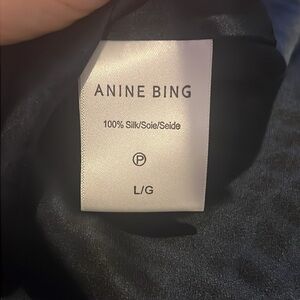 ANINE BING
100% Silk/Soie/Seide
P
L/G